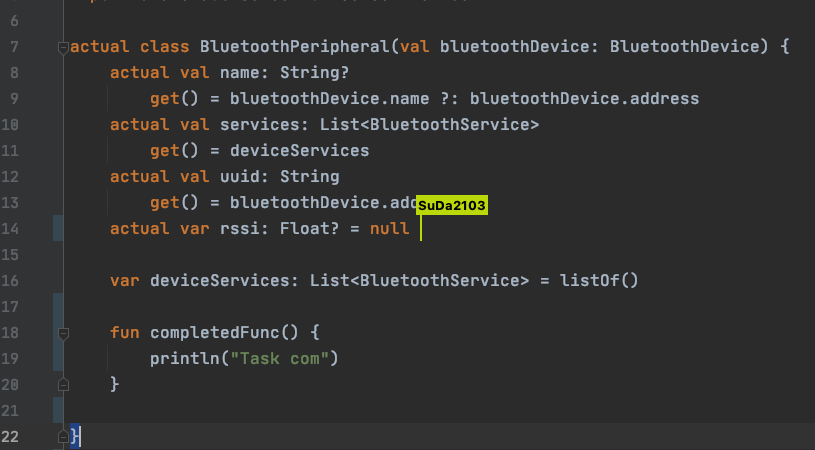 6
7 actual class BluetoothPeripheral(val bluetoothDevice: BluetoothDevice) {
8 actual val name: String?
9 get() = bluetoothDevice.name ?: bluetoothDevice.address
10 actual val services: List<BluetoothService>
11 get() = deviceServices
12 actual val uuid: String
13 get() = bluetoothDevice.add
SuDa2103
14 actual var rssi: Float? = null
15
16 var deviceServices: List<BluetoothService> = listOf()
17
18 fun completedFunc() {
19 println("Task com")
20 }
21
22 }